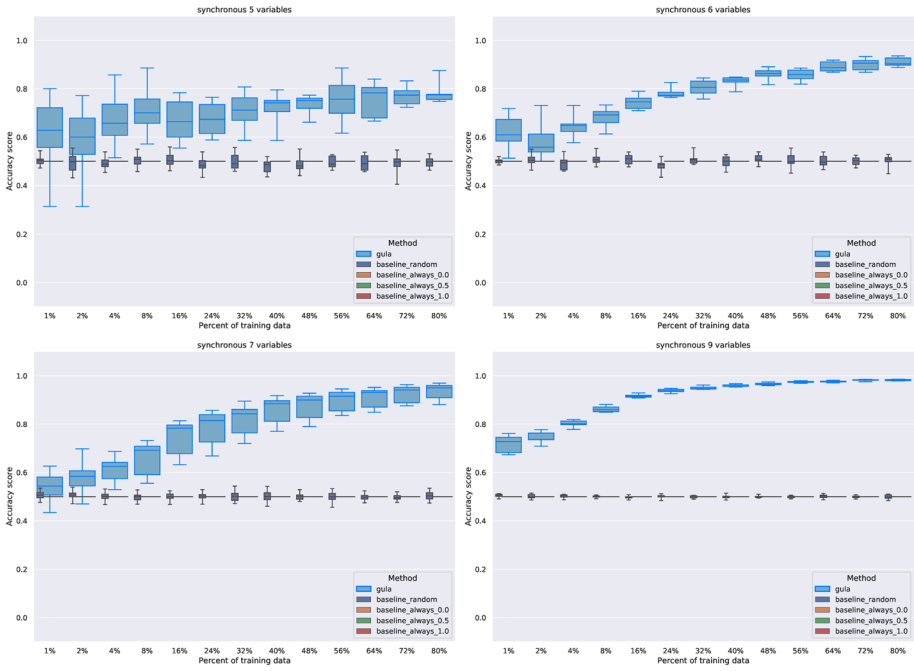 synchronous 5 variables
1.0
0.8
0.6
0.4
0.2
0.0
Accuracy score
Method
gula
baseline_random
baseline_always_0.0
baseline_always_0.5
baseline_always_1.0
1% 2% 4% 8% 16% 24% 32% 40% 48% 56% 64% 72% 80%
Percent of training data
synchronous 6 variables
1.0
0.8
0.6
0.4
0.2
0.0
Accuracy score
Method
gula
baseline_random
baseline_always_0.0
baseline_always_0.5
baseline_always_1.0
1% 2% 4% 8% 16% 24% 32% 40% 48% 56% 64% 72% 80%
Percent of training data
synchronous 7 variables
1.0
0.8
0.6
0.4
0.2
0.0
Accuracy score
Method
gula
baseline_random
baseline_always_0.0
baseline_always_0.5
baseline_always_1.0
1% 2% 4% 8% 16% 24% 32% 40% 48% 56% 64% 72% 80%
Percent of training data
synchronous 9 variables
1.0
0.8
0.6
0.4
0.2
0.0
Accuracy score
Method
gula
baseline_random
baseline_always_0.0
baseline_always_0.5
baseline_always_1.0
1% 2% 4% 8% 16% 24% 32% 40% 48% 56% 64% 72% 80%
Percent of training data